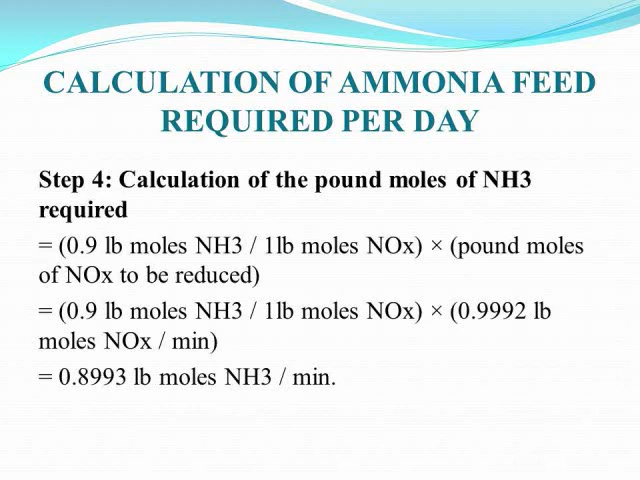 CALCULATION OF AMMONIA FEED
REQUIRED PER DAY
Step 4: Calculation of the pound moles of NH3
required
= (0.9 lb moles NH3 / 1lb moles NOx) × (pound moles
of NOx to be reduced)
= (0.9 lb moles NH3 / 1lb moles NOx) × (0.9992 lb
moles NOx / min)
= 0.8993 lb moles NH3 / min.